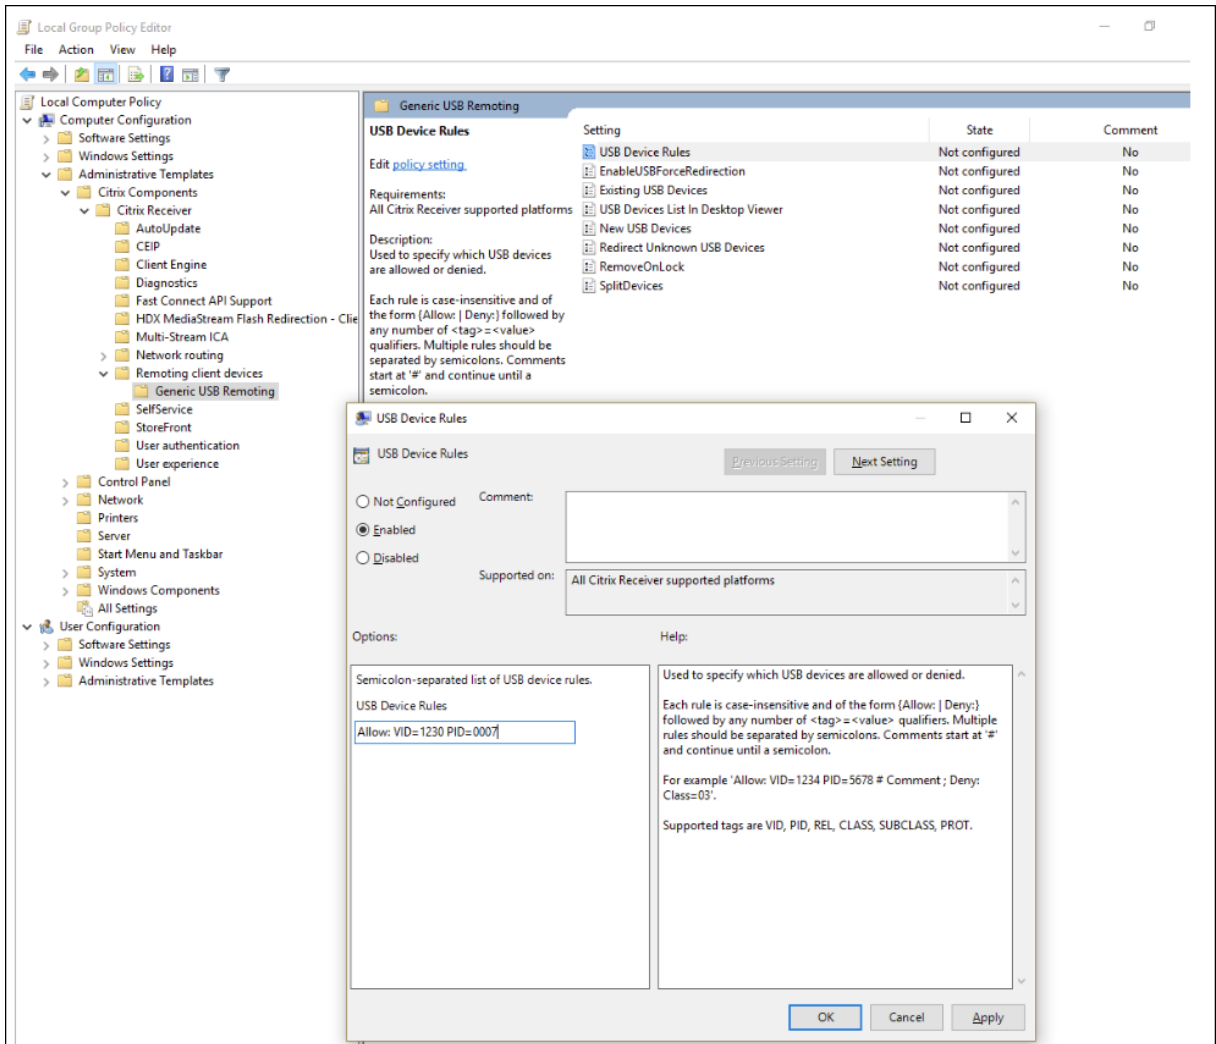 Local Group Policy Editor
File Action View Help
Local Computer Policy
Computer Configuration
Software Settings
Windows Settings
Administrative Templates
Citrix Components
Citrix Receiver
AutoUpdate
CEIP
Client Engine
Diagnostics
Fast Connect API Support
HDX MediaStream Flash Redirection - Clie
Multi-Stream ICA
Network routing
Remoting client devices
Generic USB Remoting
SelfService
StoreFront
User authentication
User experience
Control Panel
Network
Printers
Server
Start Menu and Taskbar
System
Windows Components
All Settings
User Configuration
Software Settings
Windows Settings
Administrative Templates
Generic USB Remoting
USB Device Rules
Edit policy setting
Requirements:
All Citrix Receiver supported platforms
Description:
Used to specify which USB devices
are allowed or denied.
Each rule is case-insensitive and of
the form {Allow: | Deny:} followed by
any number of <tag>=<value>
qualifiers. Multiple rules should be
separated by semicolons. Comments
start at '#' and continue until a
semicolon.
Setting State Comment
USB Device Rules Not configured No
EnableUSBForceRedirection Not configured No
Existing USB Devices Not configured No
USB Devices List In Desktop Viewer Not configured No
New USB Devices Not configured No
Redirect Unknown USB Devices Not configured No
RemoveOnLock Not configured No
SplitDevices Not configured No
USB Device Rules
USB Device Rules
Previous Setting Next Setting
Not Configured
Enabled
Disabled
Comment:
Supported on: All Citrix Receiver supported platforms
Options:
Semicolon-separated list of USB device rules.
USB Device Rules
Allow: VID=1230 PID=0007
Help:
Used to specify which USB devices are allowed or denied.
Each rule is case-insensitive and of the form {Allow: | Deny:}
followed by any number of <tag>=<value> qualifiers. Multiple
rules should be separated by semicolons. Comments start at '#'
and continue until a semicolon.
For example 'Allow: VID=1234 PID=5678 # Comment ; Deny:
Class=03'.
Supported tags are VID, PID, REL, CLASS, SUBCLASS, PROT.
OK Cancel Apply